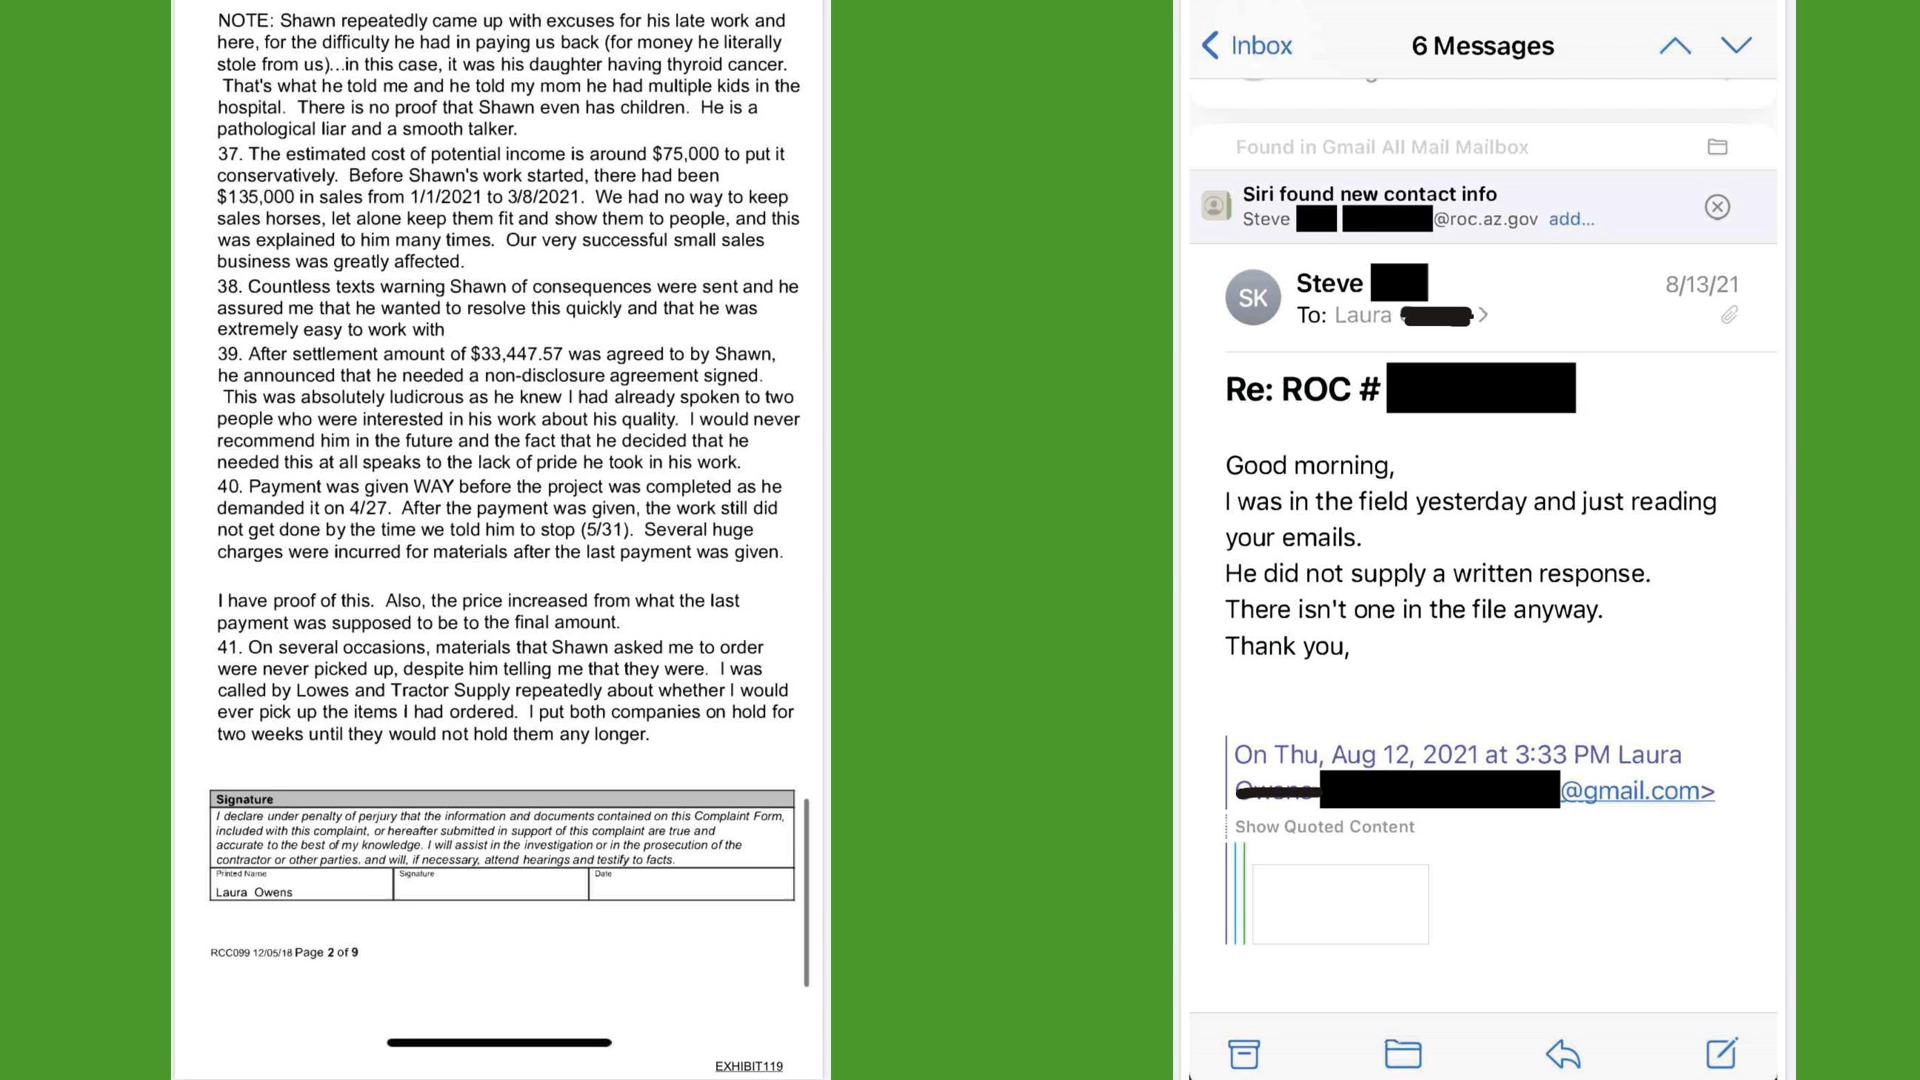 NOTE: Shawn repeatedly came up with excuses for his late work and
here, for the difficulty he had in paying us back (for money he literally
stole from us)...in this case, it was his daughter having thyroid cancer.
That's what he told me and he told my mom he had multiple kids in the
hospital. There is no proof that Shawn even has children. He is a
pathological liar and a smooth talker.
37. The estimated cost of potential income is around $75,000 to put it
conservatively. Before Shawn's work started, there had been
$135,000 in sales from 1/1/2021 to 3/8/2021. We had no way to keep
sales horses, let alone keep them fit and show them to people, and this
was explained to him many times. Our very successful small sales
business was greatly affected.
38. Countless texts warning Shawn of consequences were sent and he
assured me that he wanted to resolve this quickly and that he was
extremely easy to work with
39. After settlement amount of $33,447.57 was agreed to by Shawn,
he announced that he needed a non-disclosure agreement signed.
This was absolutely ludicrous as he knew I had already spoken to two
people who were interested in his work about his quality. I would never
recommend him in the future and the fact that he decided that he
needed this at all speaks to the lack of pride he took in his work.
40. Payment was given WAY before the project was completed as he
demanded it on 4/27. After the payment was given, the work still did
not get done by the time we told him to stop (5/31). Several huge
charges were incurred for materials after the last payment was given.
I have proof of this. Also, the price increased from what the last
payment was supposed to be to the final amount.
41. On several occasions, materials that Shawn asked me to order
were never picked up, despite him telling me that they were. I was
called by Lowes and Tractor Supply repeatedly about whether I would
ever pick up the items I had ordered. I put both companies on hold for
two weeks until they would not hold them any longer.
Signature
I declare under penalty of perjury that the information and documents contained on this Complaint Form,
included with this complaint, or hereafter submitted in support of this complaint are true and
accurate to the best of my knowledge. I will assist in the investigation or in the prosecution of the
contractor or other parties, and will, if necessary, attend hearings and testify to facts.
Printed Name Signature Date
Laura Owens
RCC099 12/05/18 Page 2 of 9
EXHIBIT119
Inbox
6 Messages
Found in Gmail All Mail Mailbox
Siri found new contact info
Steve @roc.az.gov add...
SK
Steve
8/13/21
To: Laura
Re: ROC #
Good morning,
I was in the field yesterday and just reading
your emails.
He did not supply a written response.
There isn't one in the file anyway.
Thank you,
On Thu, Aug 12, 2021 at 3:33 PM Laura
@gmail.com>
Show Quoted Content